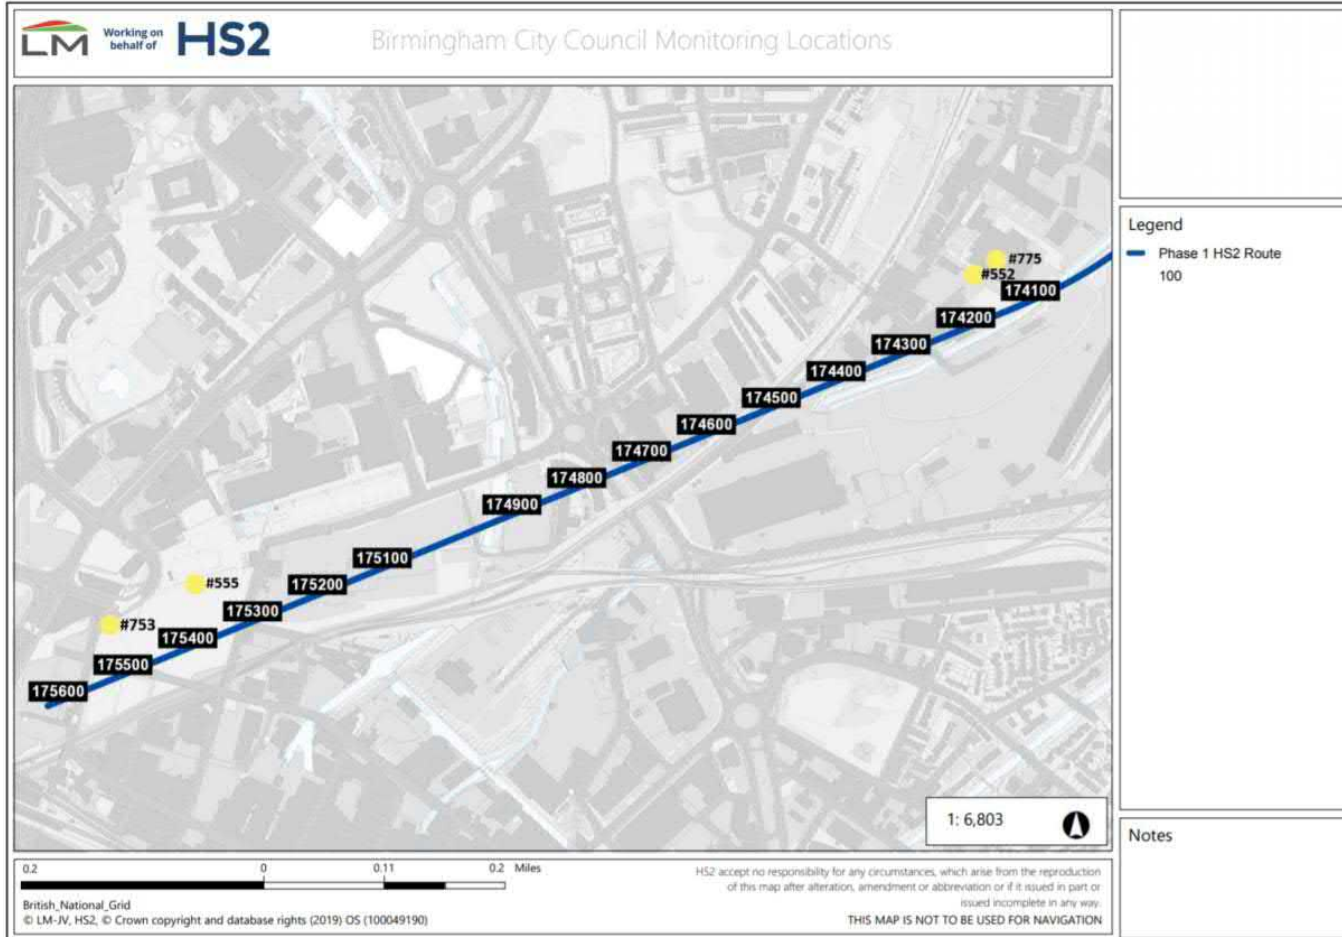 LM
Working on
behalf of
HS2
Birmingham City Council Monitoring Locations
#775
#552
174100
174200
174300
174400
174500
174600
174700
174800
174900
175100
175200
#555
175300
#753
175400
175500
175600
1: 6,803
Legend
Phase 1 HS2 Route
100
Notes
0.2 0 0.11 0.2 Miles
British_National_Grid
© LM-JV, HS2, © Crown copyright and database rights (2019) OS (100049190)
HS2 accept no responsibility for any circumstances, which arise from the reproduction
of this map after alteration, amendment or abbreviation or if it issued in part or
issued incomplete in any way.
THIS MAP IS NOT TO BE USED FOR NAVIGATION